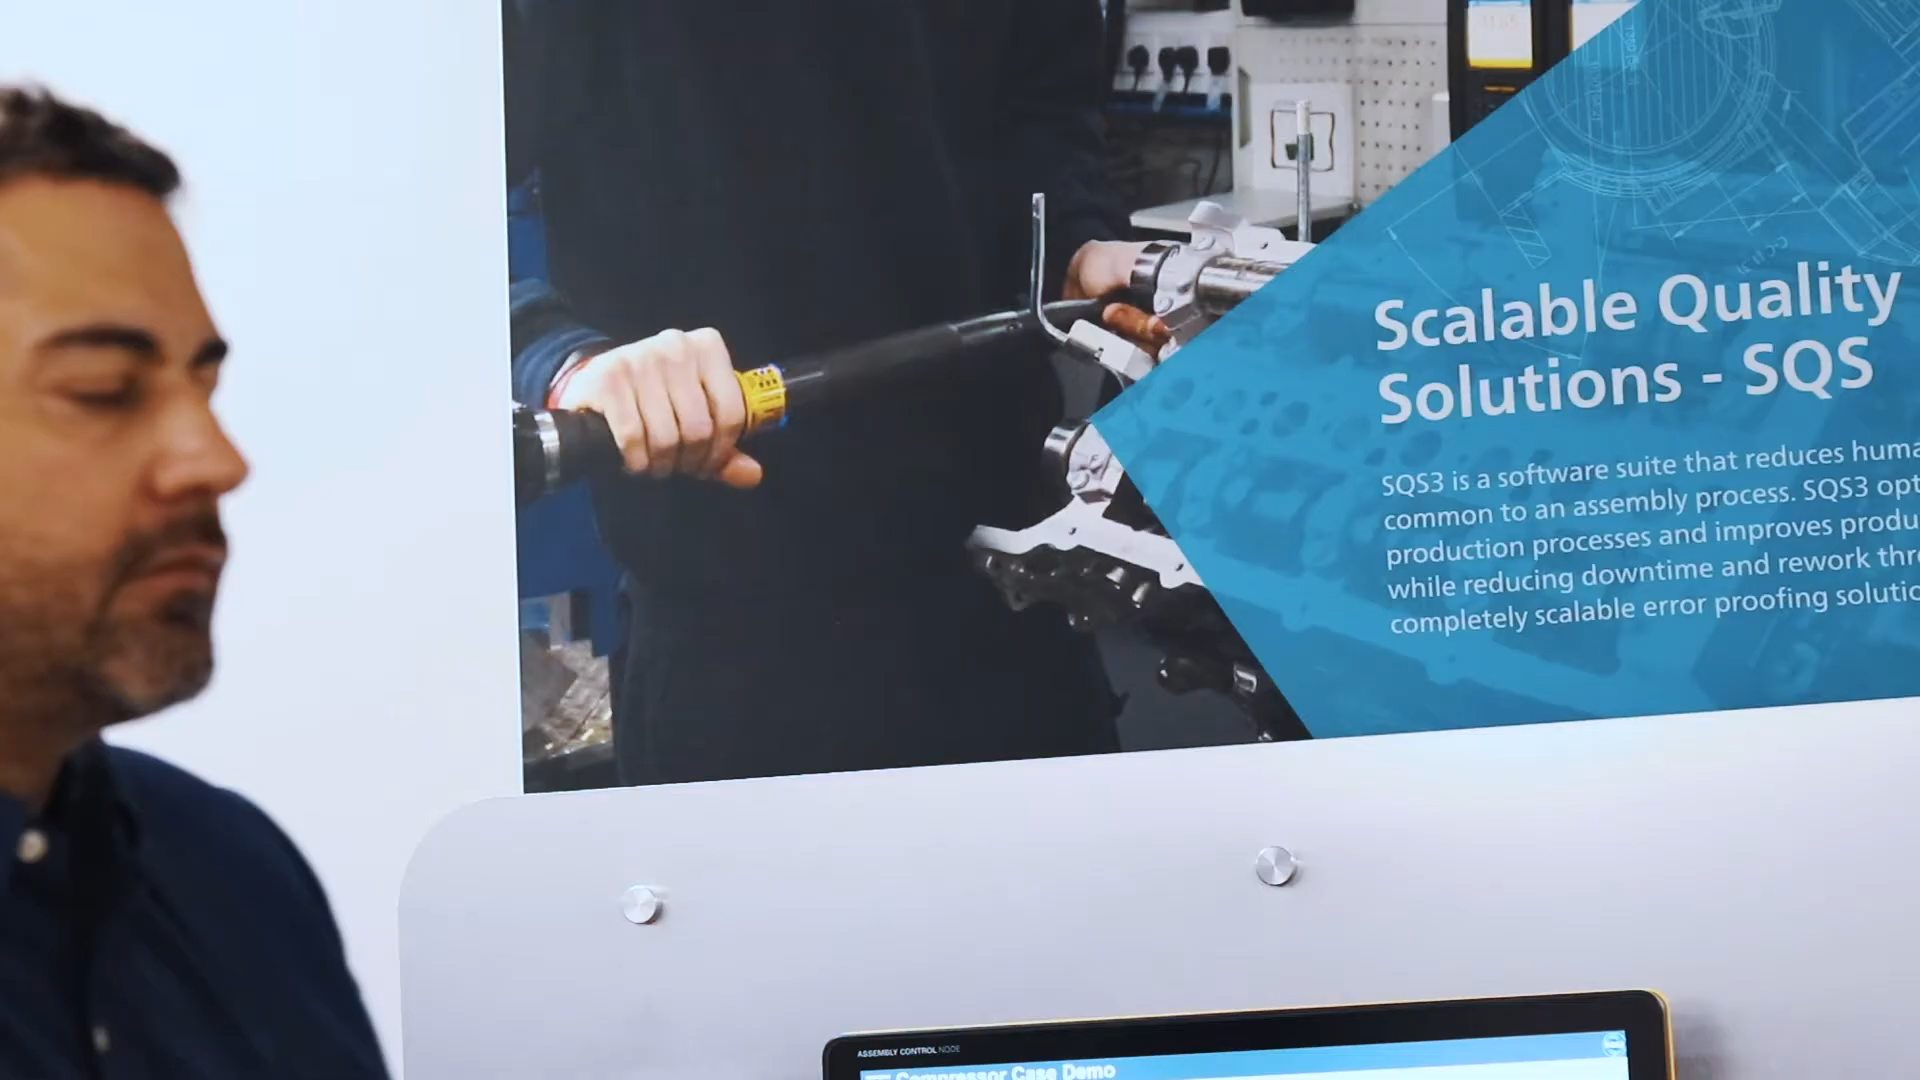 Scalable Quality
Solutions - SQS
SQS3 is a software suite that reduces huma
common to an assembly process. SQS3 opt
production processes and improves produ
while reducing downtime and rework thr
completely scalable error proofing solutio
ASSEMBLY CONTROL NODE
Compressor Case Demo